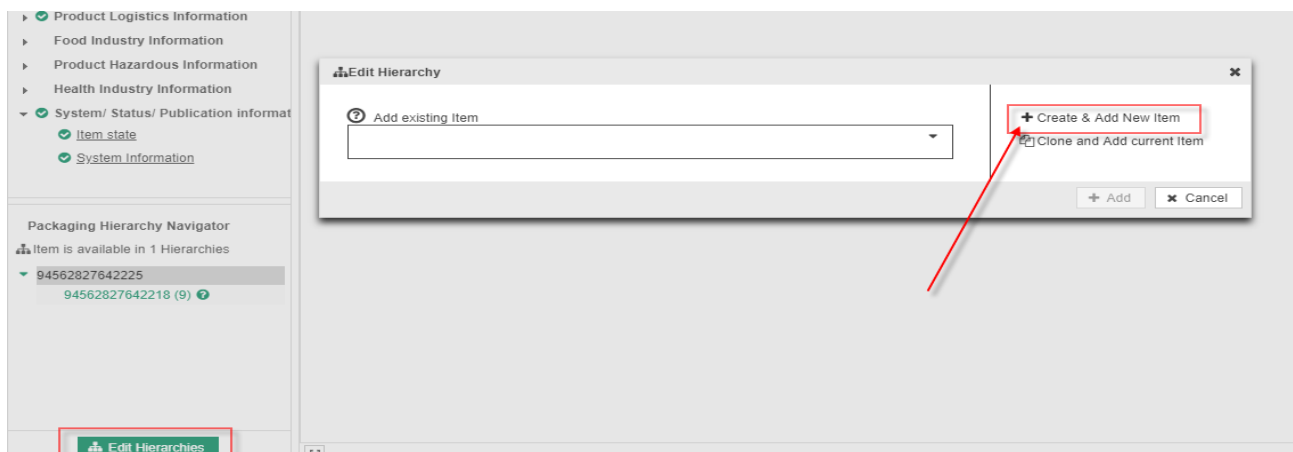 Product Logistics Information
Food Industry Information
Product Hazardous Information
Health Industry Information
System/ Status/ Publication informat
Item state
System Information
Packaging Hierarchy Navigator
Item is available in 1 Hierarchies
94562827642225
94562827642218 (9)
Edit Hierarchies
Edit Hierarchy
Add existing Item
+ Create & Add New Item
Clone and Add current Item
+ Add
× Cancel